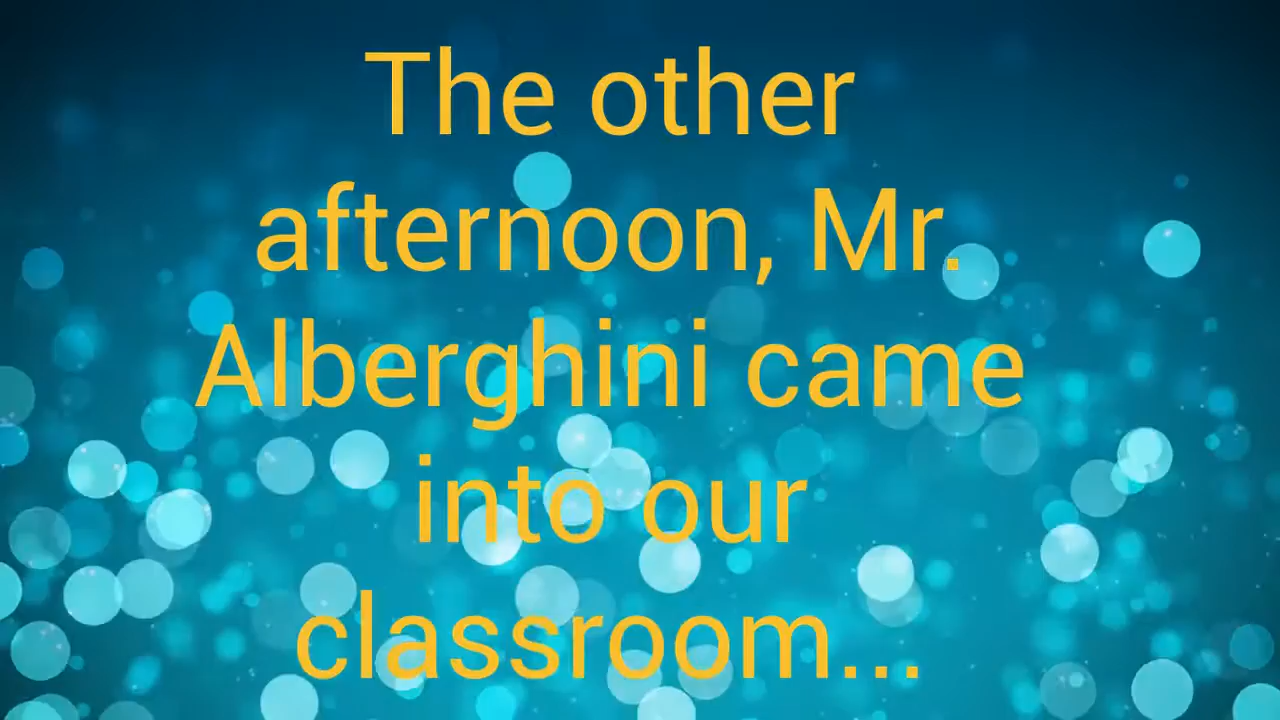 The other
afternoon, Mr.
Alberghini came
into our
classroom...